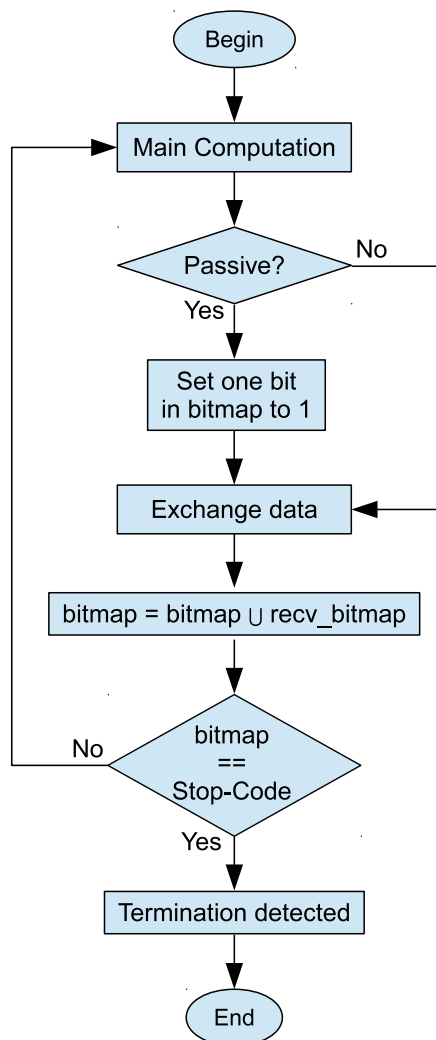 Begin
Main Computation
Passive?
No
Yes
Set one bit
in bitmap to 1
Exchange data
bitmap = bitmap ∪ recv_bitmap
No
bitmap
==
Stop-Code
Yes
Termination detected
End